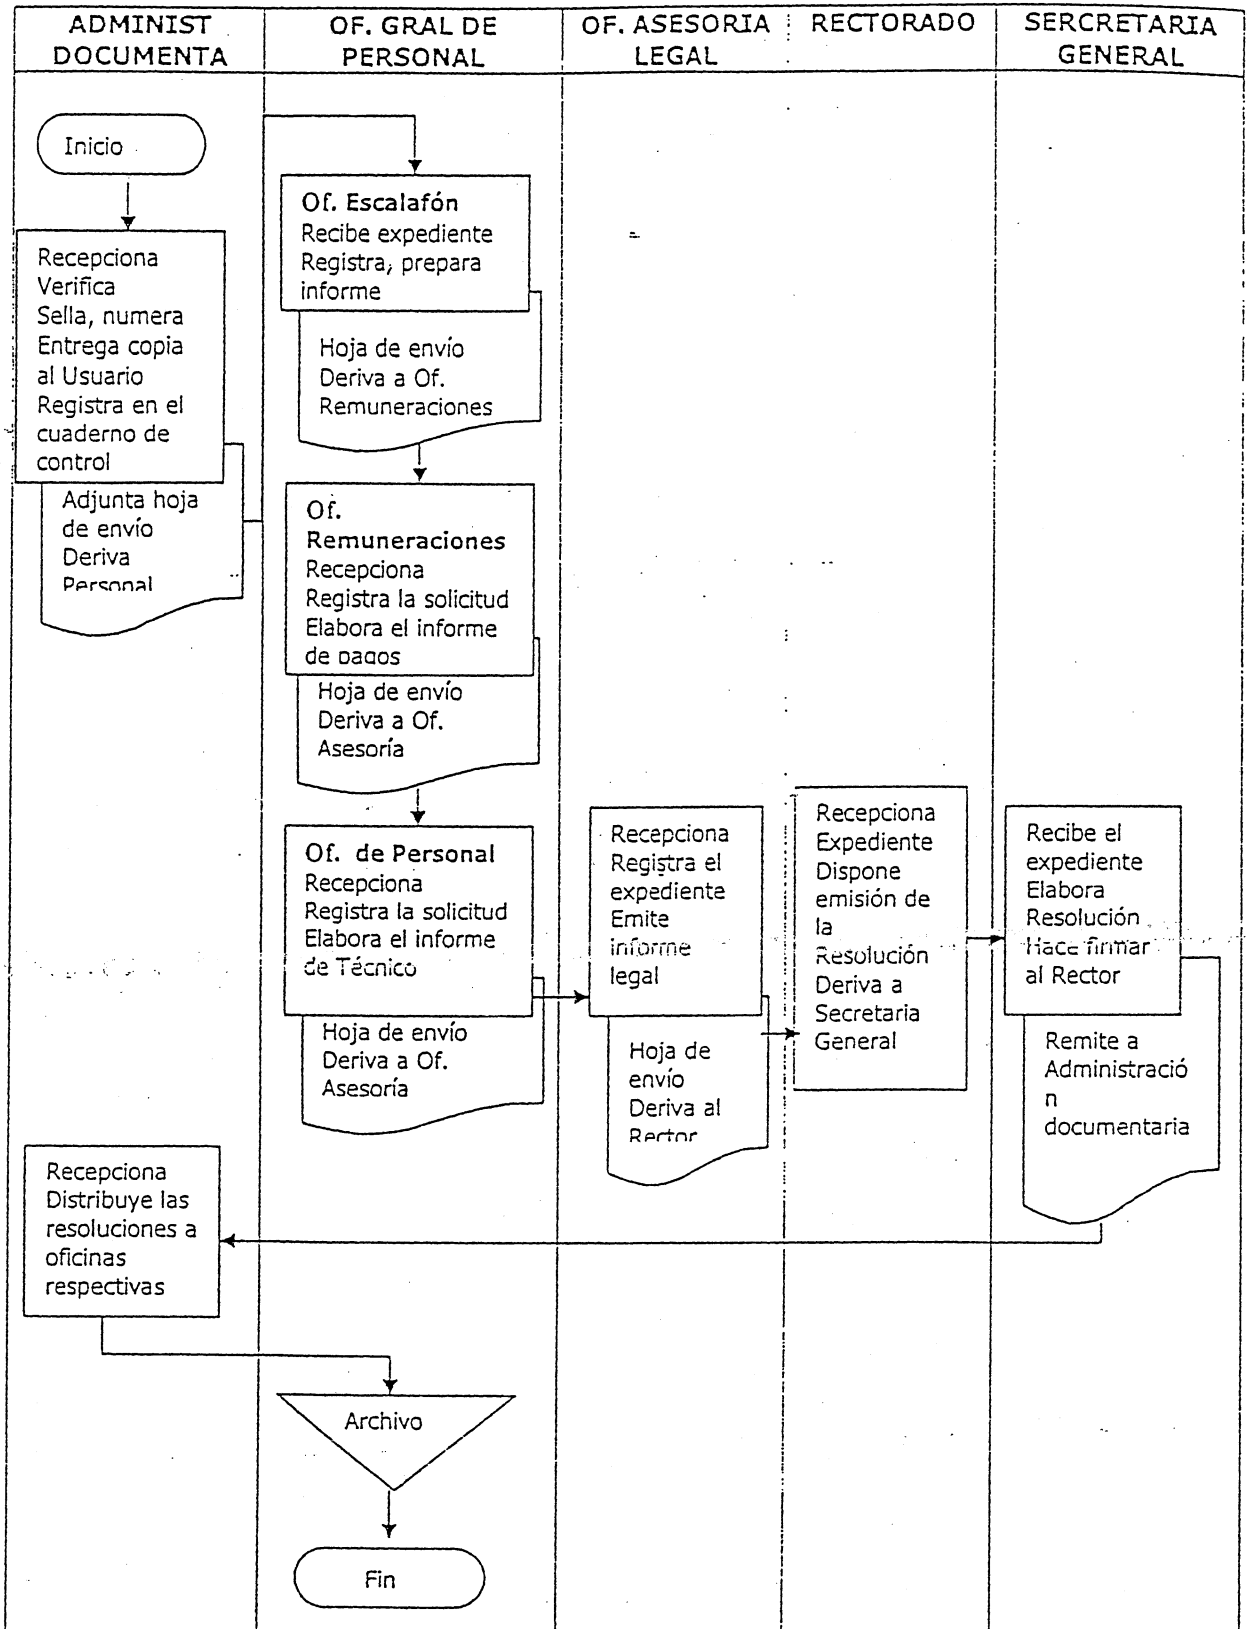 ADMINIST
DOCUMENTA
OF. GRAL DE
PERSONAL
OF. ASESORIA
LEGAL
RECTORADO
SERCRETARIA
GENERAL
Inicio
Recepciona
Verifica
Sella, numera
Entrega copia
al Usuario
Registra en el
cuaderno de
control
Adjunta hoja
de envío
Deriva
Personal
Of. Escalafón
Recibe expediente
Registra, prepara
informe
Hoja de envío
Deriva a Of.
Remuneraciones
Of.
Remuneraciones
Recepciona
Registra la solicitud
Elabora el informe
de pagos
Hoja de envío
Deriva a Of.
Asesoría
Of. de Personal
Recepciona
Registra la solicitud
Elabora el informe
de Técnico
Hoja de envío
Deriva a Of.
Asesoría
Recepciona
Registra el
expediente
Emite
informe
legal
Hoja de
envío
Deriva al
Rector
Recepciona
Expediente
Dispone
emisión de
la
Resolución
Deriva a
Secretaria
General
Recibe el
expediente
Elabora
Resolución
Hace firmar
al Rector
Remite a
Administració
n
documentaria
Recepciona
Distribuye las
resoluciones a
oficinas
respectivas
Archivo
Fin